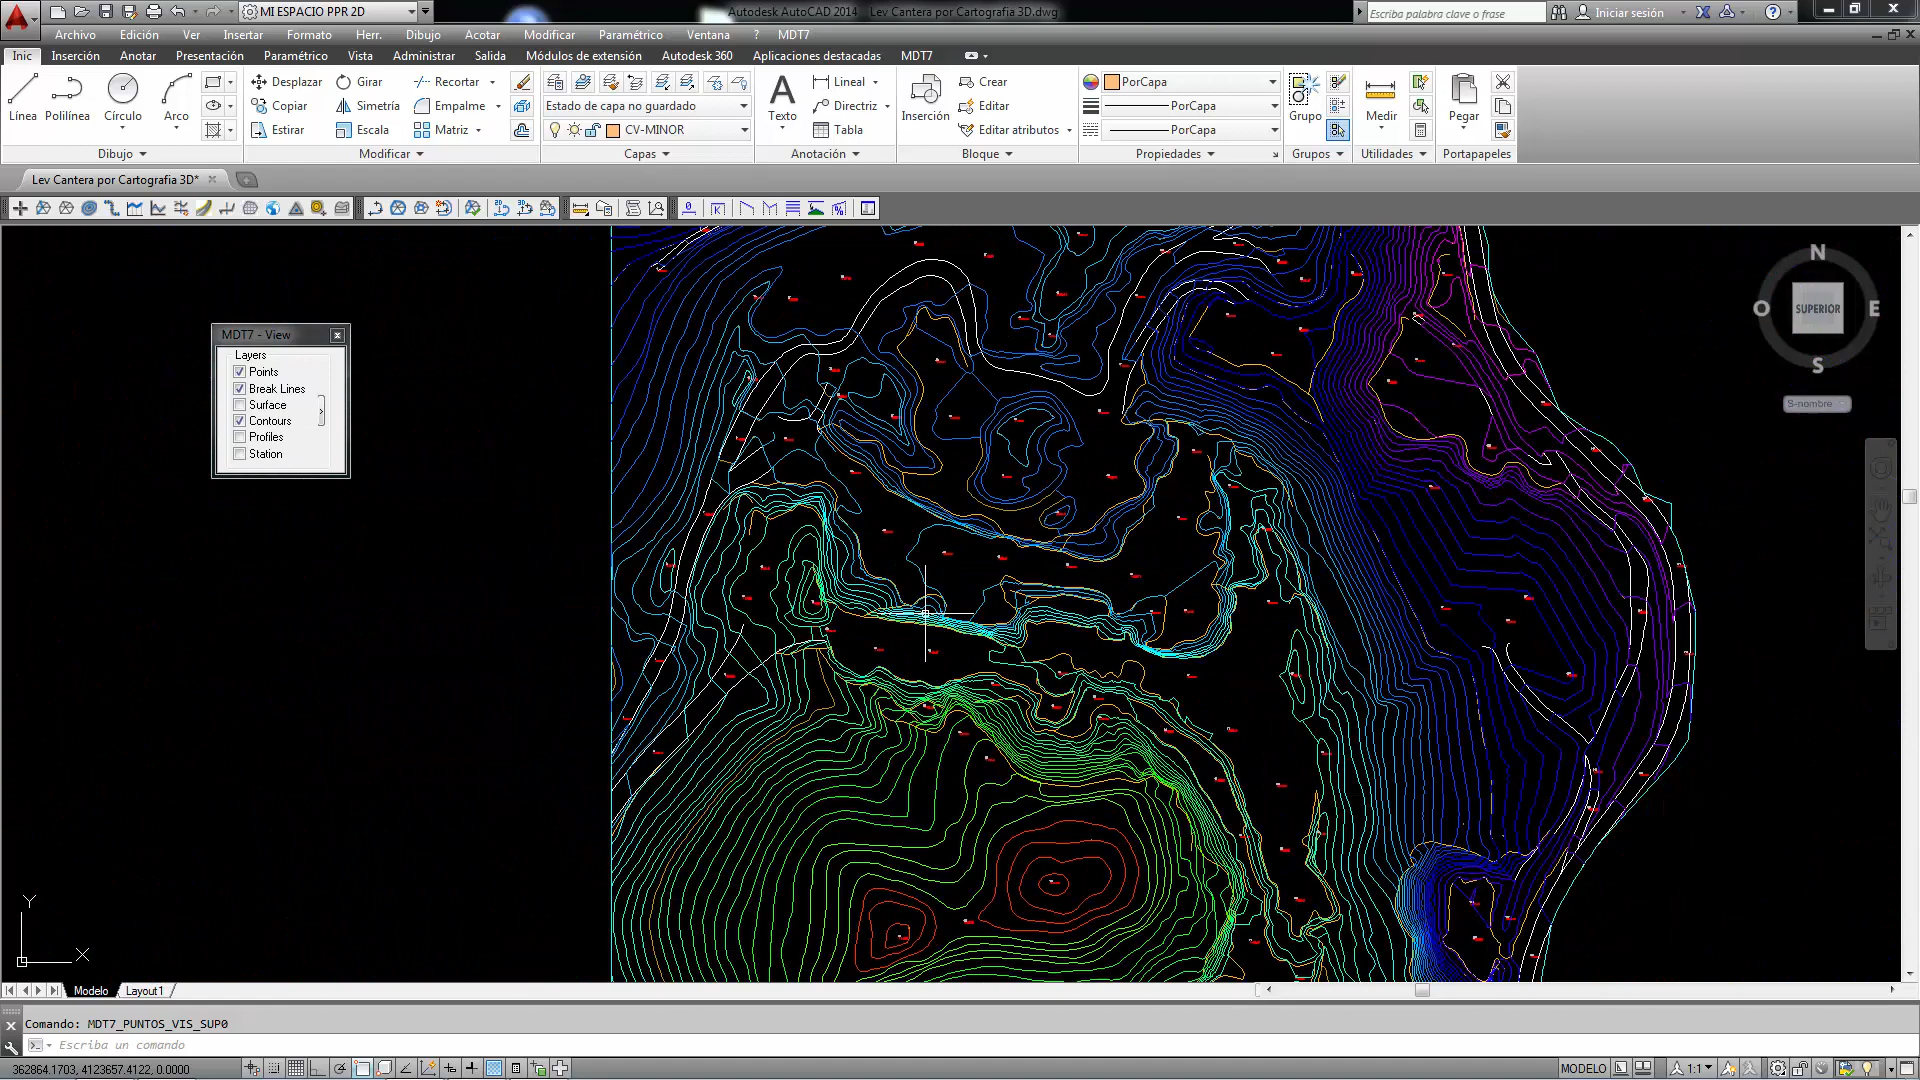 MI ESPACIO PPR 2D
Autodesk AutoCAD 2014
Lev Cantera por Cartografia 3D.dwg
Escriba palabra clave o frase
Iniciar sesión
Archivo Edición Ver Insertar Formato Herr. Dibujo Acotar Modificar Paramétrico Ventana ? MDT7
Inic Inserción Anotar Presentación Paramétrico Vista Administrar Salida Módulos de extensión Autodesk 360 Aplicaciones destacadas MDT7
Desplazar Girar Recortar Lineal Crear PorCapa
Copiar Simetría Empalme Estado de capa no guardado Directriz Editar PorCapa
Línea Polilínea Círculo Arco Texto Inserción Grupo Medir Pegar
Estirar Escala Matriz CV-MINOR Tabla Editar atributos PorCapa
Dibujo Modificar Capas Anotación Bloque Propiedades Grupos Utilidades Portapapeles
Lev Cantera por Cartografia 3D*
N
O SUPERIOR E
S
S-nombre
MDT7 - View
Layers
Points
Break Lines
Surface
Contours
Profiles
Station
Y
X
Modelo Layout1
Comando: MDT7_PUNTOS_VIS_SUP0
Escriba un comando
362864.1703, 4123657.4122, 0.0000
MODELO
1:1